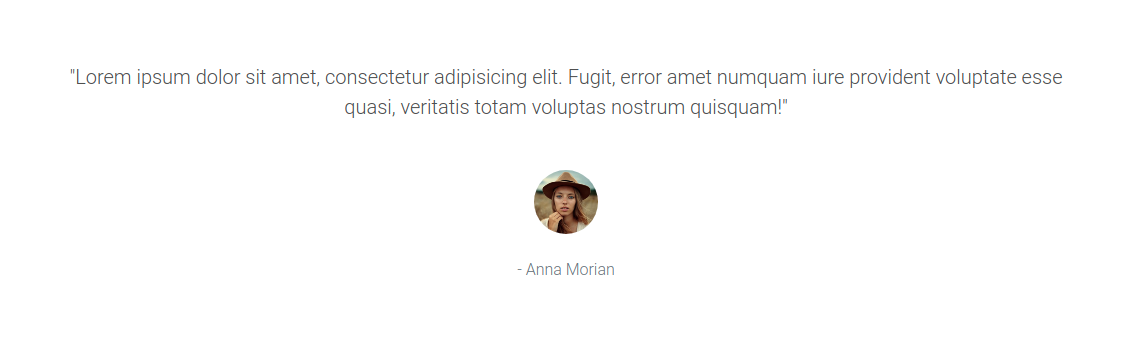 "Lorem ipsum dolor sit amet, consectetur adipisicing elit. Fugit, error amet numquam iure provident voluptate esse
quasi, veritatis totam voluptas nostrum quisquam!"
- Anna Morian